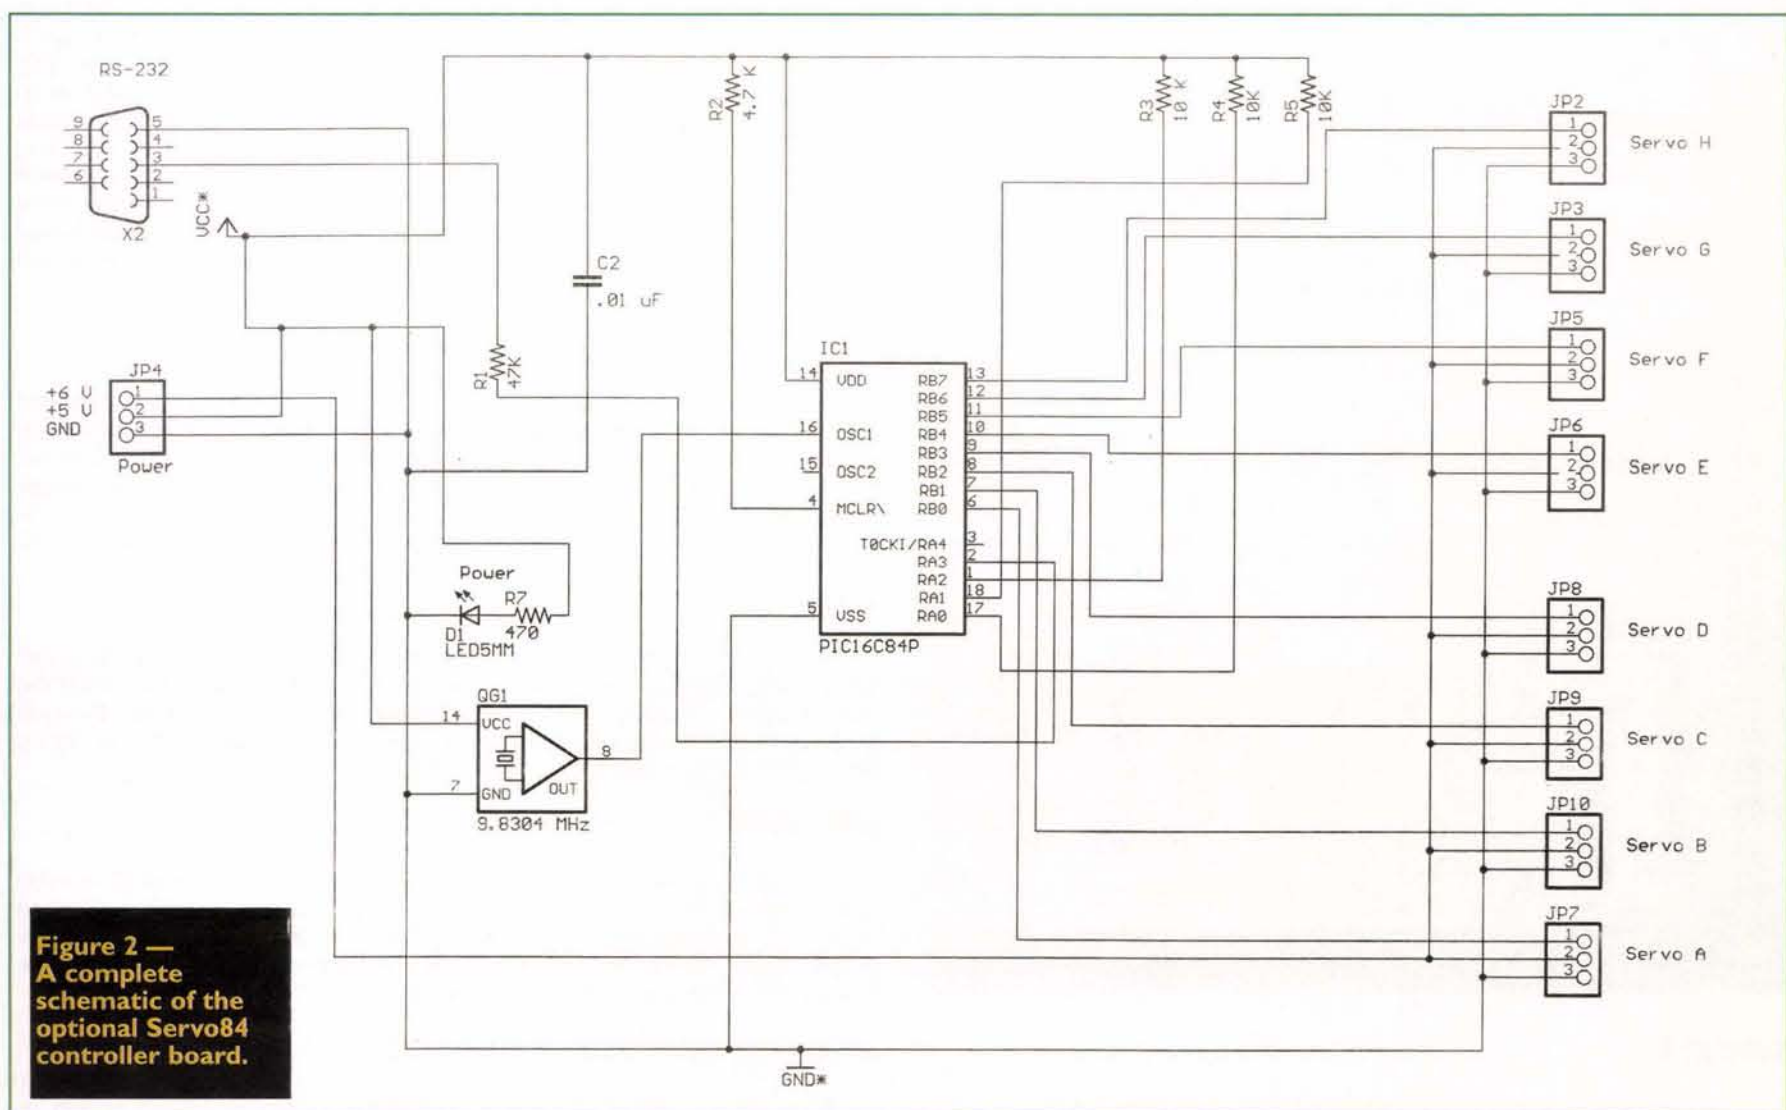 RS-232
9
8
7
6
5
4
3
2
1
X2
VCC*
JP4
+6 V
+5 V
GND
1
2
3
Power
R1
47K
C2
.01 uF
R2
4.7 K
R3
10 K
R4
10K
R5
10K
Power
D1
LED5MM
R7
470
QG1
14
VCC
7
GND
OUT
8
9.8304 MHz
IC1
14 VDD
16 OSC1
15 OSC2
4 MCLR\
5 VSS
RB7 13
RB6 12
RB5 11
RB4 10
RB3 9
RB2 8
RB1 7
RB0 6
T0CKI/RA4 3
RA3 2
RA2 1
RA1 18
RA0 17
PIC16C84P
GND*
JP2
1
2
3
Servo H
JP3
1
2
3
Servo G
JP5
1
2
3
Servo F
JP6
1
2
3
Servo E
JP8
1
2
3
Servo D
JP9
1
2
3
Servo C
JP10
1
2
3
Servo B
JP7
1
2
3
Servo A
Figure 2 —
A complete
schematic of the
optional Servo84
controller board.